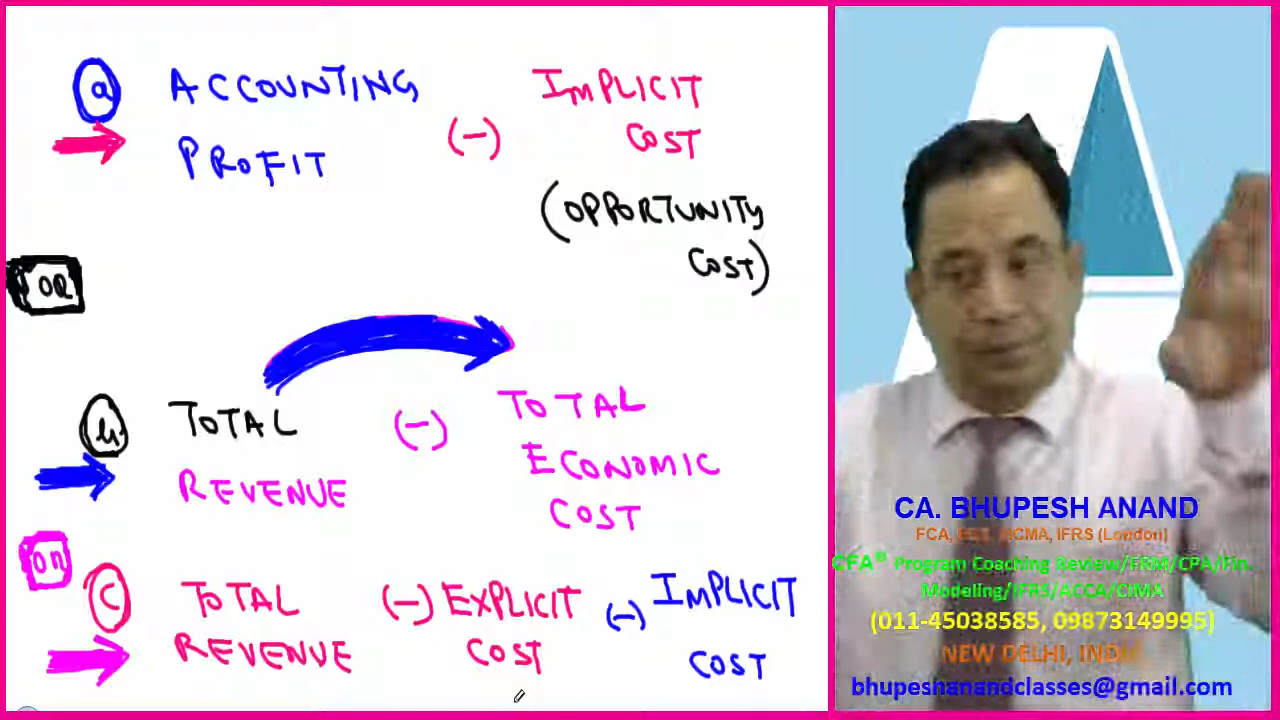 a ACCOUNTING (-) IMPLICIT
PROFIT COST
(OPPORTUNITY
COST)
OR
TOTAL (-) TOTAL
REVENUE ECONOMIC
COST
OR
C TOTAL (-) EXPLICIT (-) IMPLICIT
REVENUE COST COST
CA. BHUPESH ANAND
FCA, IFRS (London)
CFA® Program Coaching Review/FRM/CPA/Fin.
Modeling/IFRS/ACCA/CIMA
(011-45038585, 09873149995)
NEW DELHI, INDIA
bhupeshanandclasses@gmail.com